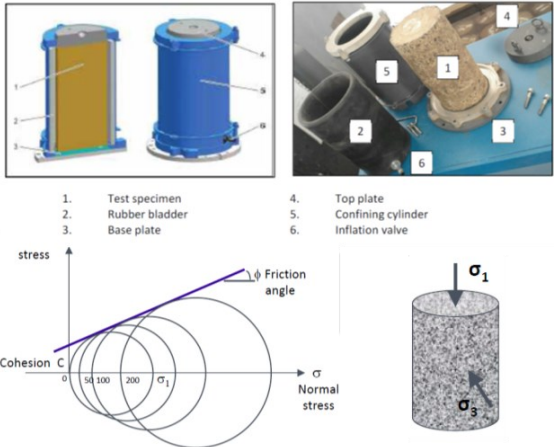 1
2
3
4
5
6
4
5
1
2
3
6
1. Test specimen
2. Rubber bladder
3. Base plate
4. Top plate
5. Confining cylinder
6. Inflation valve
stress
ϕ Friction
angle
Cohesion C
0 50 100 200 σ1
σ
Normal
stress
σ1
σ3